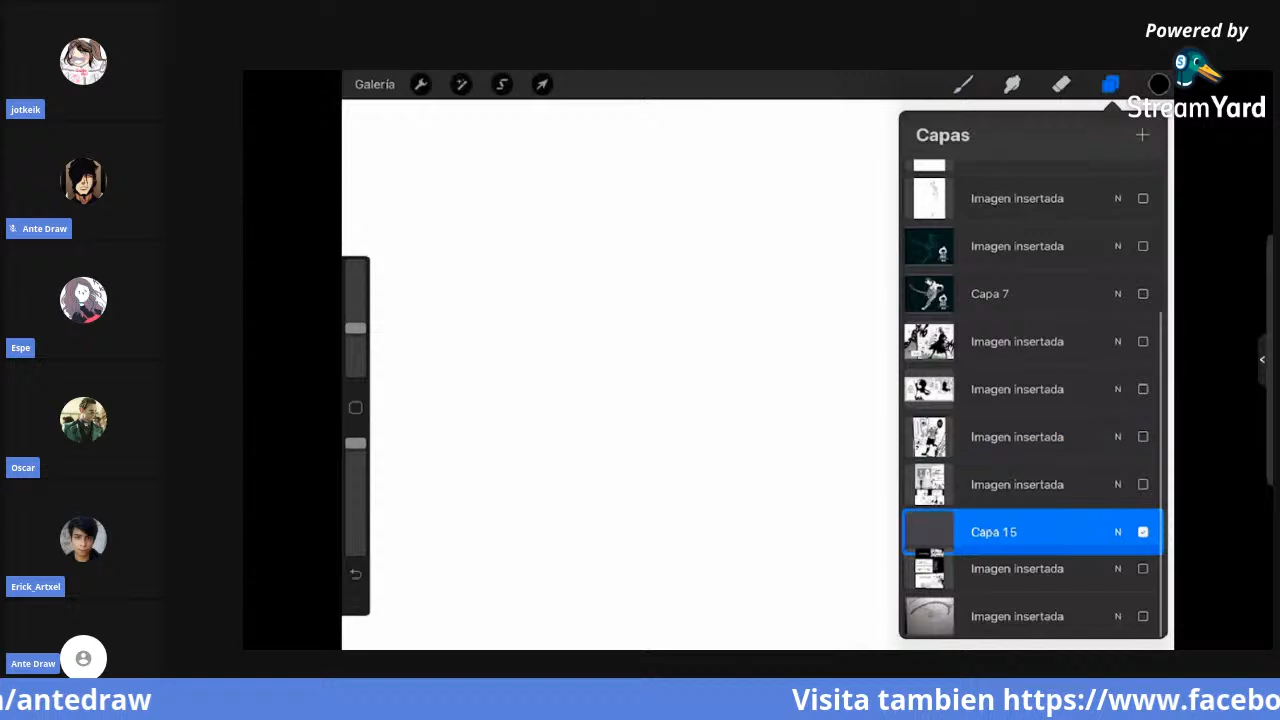 Powered by
StreamYard
jotkeik
Ante Draw
Espe
Oscar
Erick_Artxel
Ante Draw
Galería
Capas
Imagen insertada N
Imagen insertada N
Capa 7 N
Imagen insertada N
Imagen insertada N
Imagen insertada N
Imagen insertada N
Capa 15 N
Imagen insertada N
Imagen insertada N
/antedraw
Visita tambien https://www.facebo